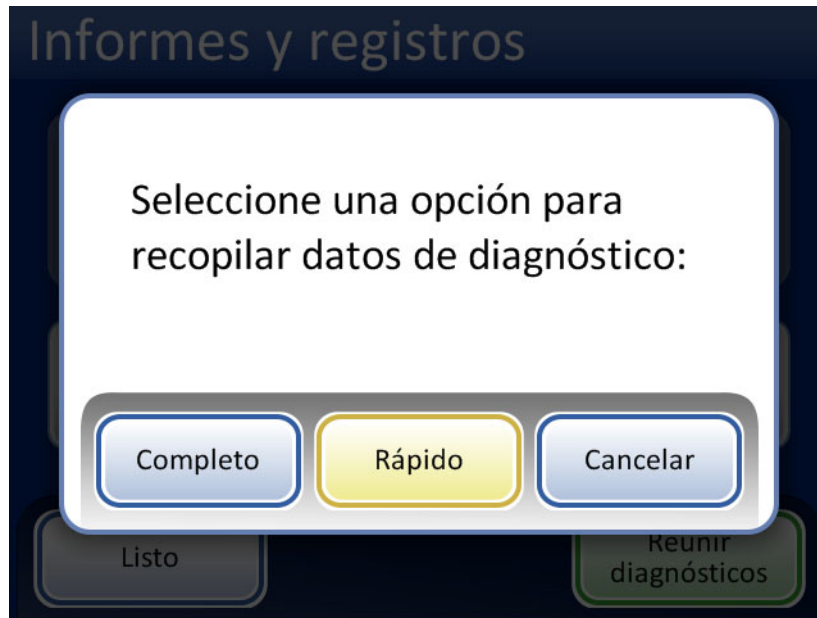 Informes y registros
Seleccione una opción para
recopilar datos de diagnóstico:
Completo
Rápido
Cancelar
Listo
Reunir
diagnósticos